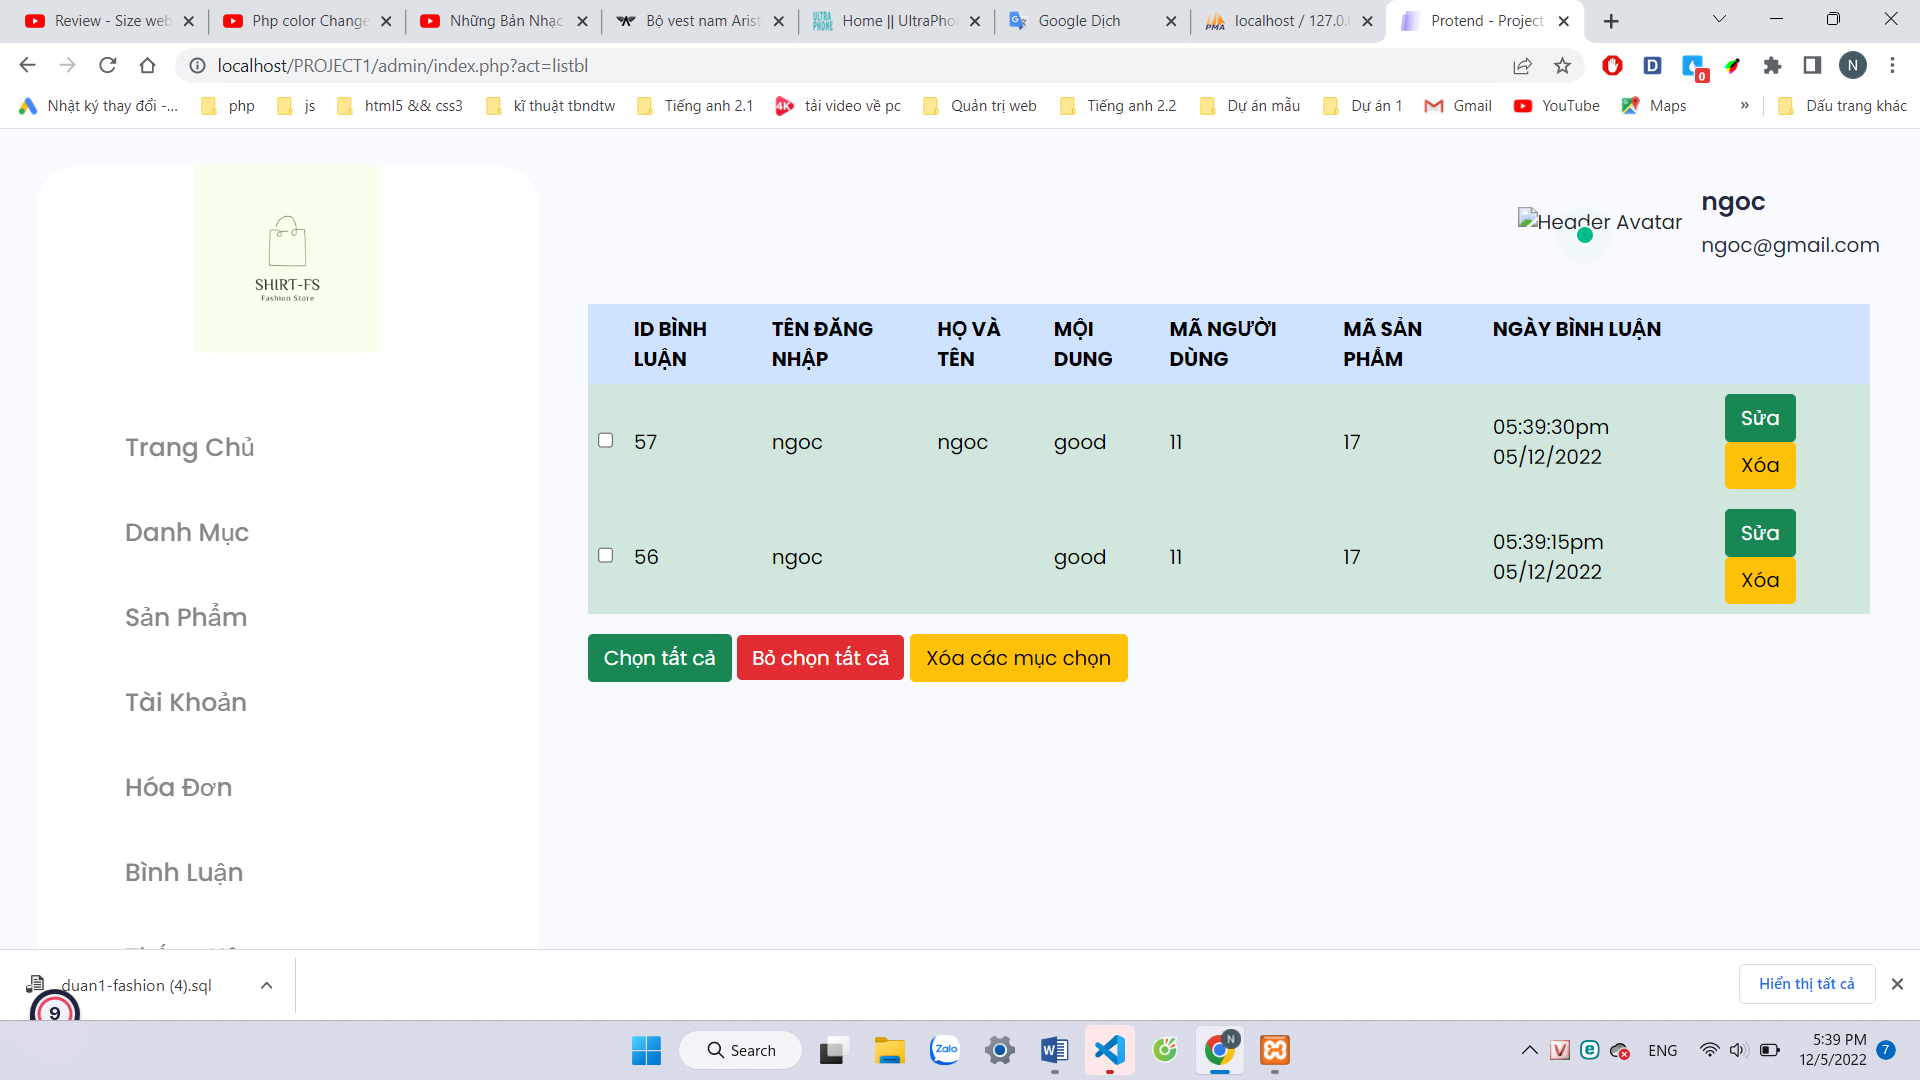 Review - Size web
Php color Change
Những Bản Nhạc
Bộ vest nam Arist
Home || UltraPho
Google Dịch
localhost / 127.0.0
Protend - Project
localhost/PROJECT1/admin/index.php?act=listbl
D
0
N
Nhật ký thay đổi -...
php
js
html5 && css3
kĩ thuật tbndtw
Tiếng anh 2.1
4K
tải video về pc
Quản trị web
Tiếng anh 2.2
Dự án mẫu
Dự án 1
Gmail
YouTube
Maps
»
Dấu trang khác
SHIRT-FS
Fashion Store
Header Avatar
ngoc
ngoc@gmail.com
Trang Chủ
Danh Mục
Sản Phẩm
Tài Khoản
Hóa Đơn
Bình Luận
ID BÌNH LUẬN
TÊN ĐĂNG NHẬP
HỌ VÀ TÊN
MỘI DUNG
MÃ NGƯỜI DÙNG
MÃ SẢN PHẨM
NGÀY BÌNH LUẬN
57
ngoc
ngoc
good
11
17
05:39:30pm
05/12/2022
Sửa
Xóa
56
ngoc
good
11
17
05:39:15pm
05/12/2022
Sửa
Xóa
Chọn tất cả
Bỏ chọn tất cả
Xóa các mục chọn
duan1-fashion (4).sql
9
Hiển thị tất cả
Search
Zalo
N
ENG
5:39 PM
12/5/2022
7